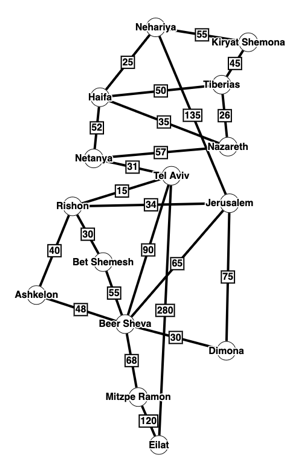 Nehariya
55
Kiryat Shemona
45
25
Tiberias
50
Haifa
135
26
35
52
Nazareth
57
Netanya
31
Tel Aviv
15
Rishon
34
Jerusalem
30
40
90
65
Bet Shemesh
75
280
55
Ashkelon
48
Beer Sheva
30
Dimona
68
Mitzpe Ramon
120
Eilat